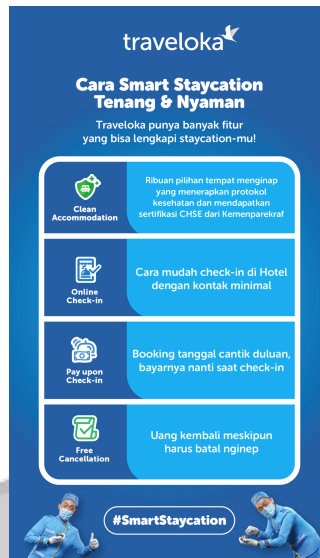 traveloka
Cara Smart Staycation
Tenang & Nyaman
Traveloka punya banyak fitur
yang bisa lengkapi staycation-mu!
Clean
Accommodation
Ribuan pilihan tempat menginap
yang menerapkan protokol
kesehatan dan mendapatkan
sertifikasi CHSE dari Kemenparekraf
Online
Check-in
Cara mudah check-in di Hotel
dengan kontak minimal
Pay upon
Check-in
Booking tanggal cantik duluan,
bayarnya nanti saat check-in
Free
Cancellation
Uang kembali meskipun
harus batal nginep
#SmartStaycation